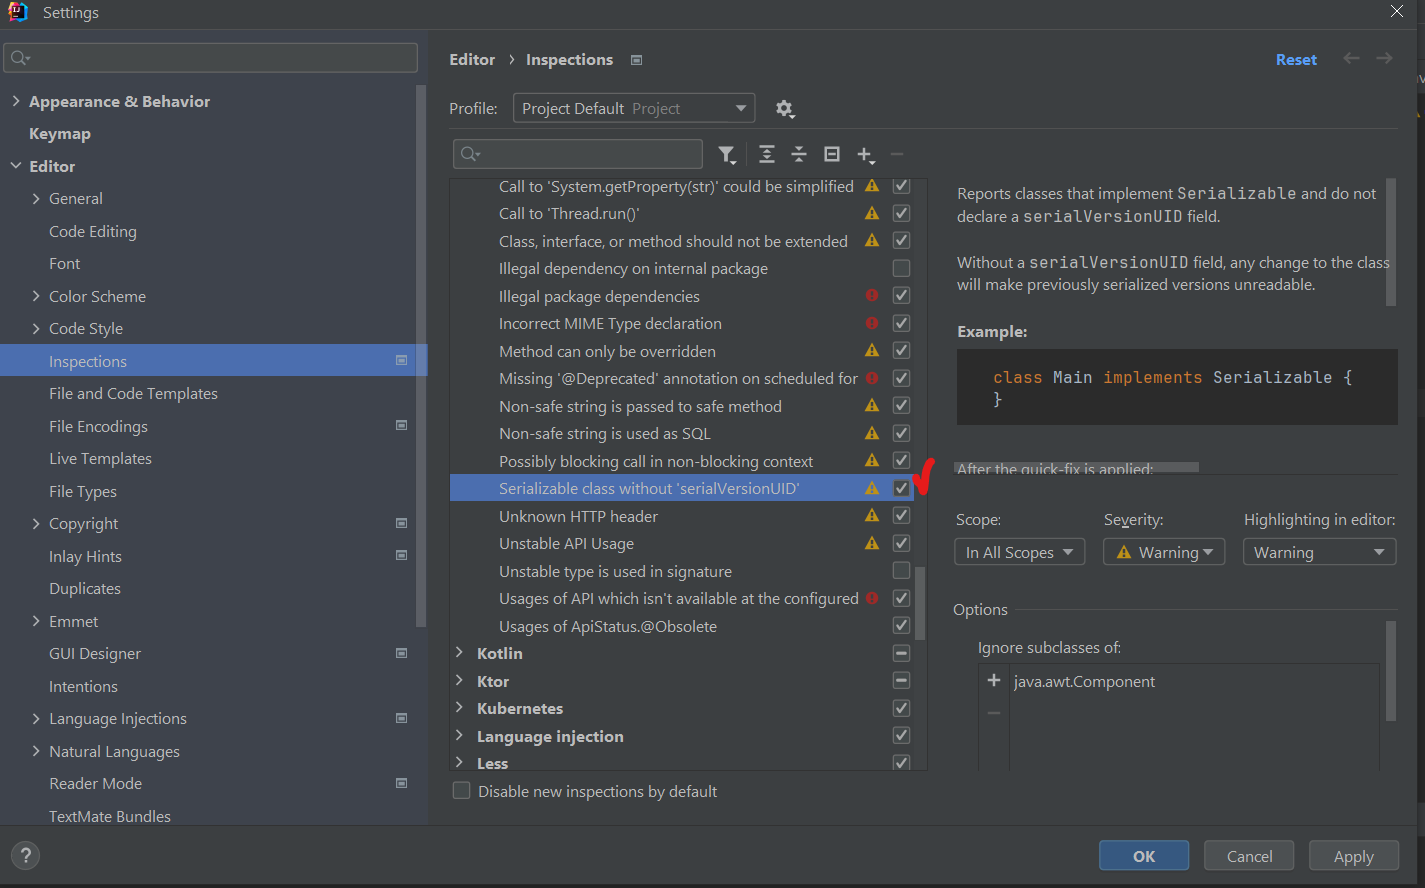 Settings
Appearance & Behavior
Keymap
Editor
General
Code Editing
Font
Color Scheme
Code Style
Inspections
File and Code Templates
File Encodings
Live Templates
File Types
Copyright
Inlay Hints
Duplicates
Emmet
GUI Designer
Intentions
Language Injections
Natural Languages
Reader Mode
TextMate Bundles
Editor › Inspections
Reset
Profile: Project Default Project
Call to 'System.getProperty(str)' could be simplified
Call to 'Thread.run()'
Class, interface, or method should not be extended
Illegal dependency on internal package
Illegal package dependencies
Incorrect MIME Type declaration
Method can only be overridden
Missing '@Deprecated' annotation on scheduled for
Non-safe string is passed to safe method
Non-safe string is used as SQL
Possibly blocking call in non-blocking context
Serializable class without 'serialVersionUID'
Unknown HTTP header
Unstable API Usage
Unstable type is used in signature
Usages of API which isn't available at the configured
Usages of ApiStatus.@Obsolete
Kotlin
Ktor
Kubernetes
Language injection
Less
Disable new inspections by default
Reports classes that implement Serializable and do not
declare a serialVersionUID field.
Without a serialVersionUID field, any change to the class
will make previously serialized versions unreadable.
Example:
class Main implements Serializable {
}
After the quick-fix is applied:
Scope: Severity: Highlighting in editor:
In All Scopes Warning Warning
Options
Ignore subclasses of:
java.awt.Component
? OK Cancel Apply